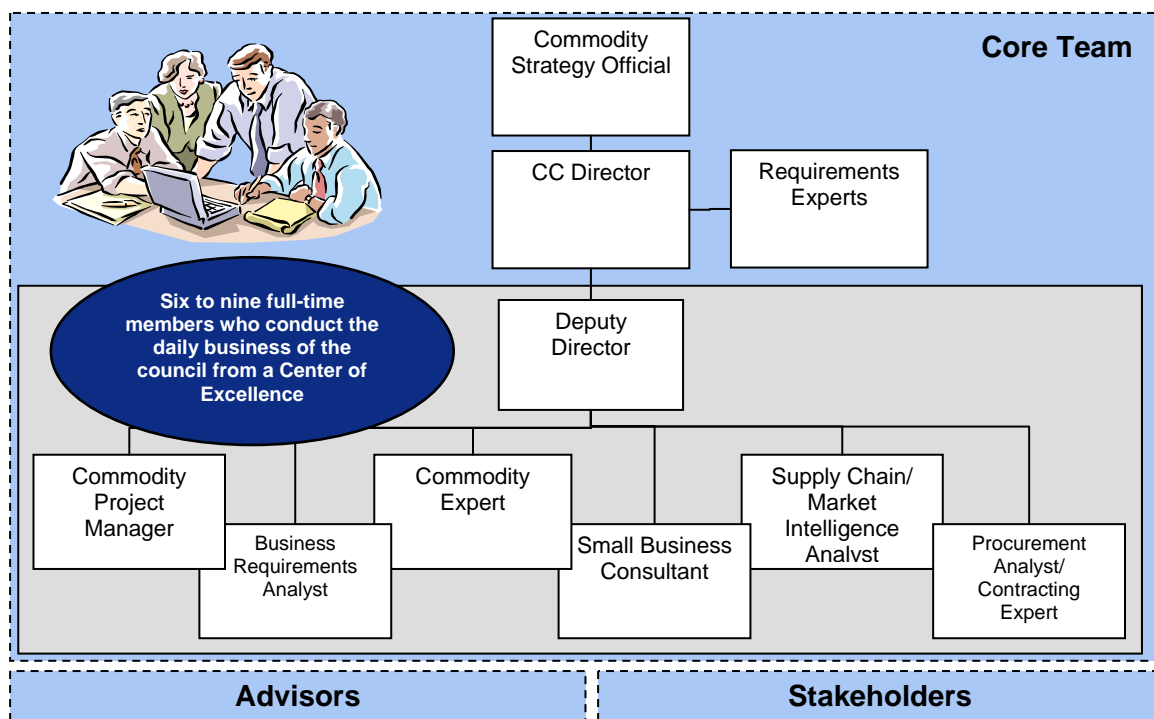 Commodity
Strategy Official
Core Team
CC Director
Requirements
Experts
Six to nine full-time
members who conduct the
daily business of the
council from a Center of
Excellence
Deputy
Director
Commodity
Project
Manager
Business
Requirements
Analyst
Commodity
Expert
Small Business
Consultant
Supply Chain/
Market
Intelligence
Analyst
Procurement
Analyst/
Contracting
Expert
Advisors
Stakeholders